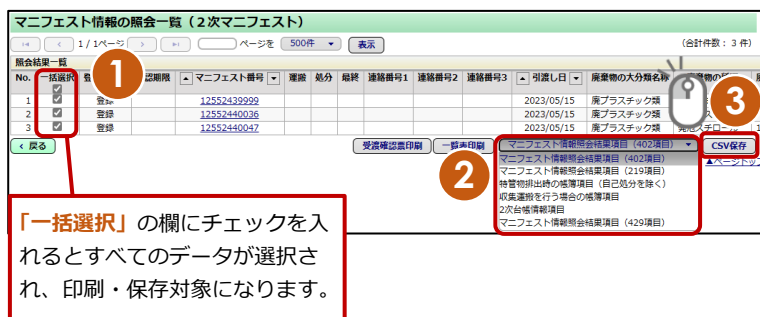 マニフェスト情報の照会一覧（２次マニフェスト）
1 / 1ページ ページを 500件 表示 (合計件数: 3 件)
照会結果一覧
No. 一括選択 認期限 マニフェスト番号 運搬 処分 最終 連絡番号1 連絡番号2 連絡番号3 引渡し日 廃棄物の大分類名称
1 登録 12552439999 2023/05/15 廃プラスチック類
2 登録 12552440036 2023/05/15 廃プラスチック類
3 登録 12552440047 2023/05/15 廃プラスチック類 発泡スチロール
戻る 受渡確認票印刷 一覧表印刷 マニフェスト情報照会結果項目（402項目） CSV保存
マニフェスト情報照会結果項目（402項目）
マニフェスト情報照会結果項目（219項目）
特管物排出時の帳簿項目（自己処分を除く）
収集運搬を行う場合の帳簿項目
2次台帳情報項目
マニフェスト情報照会結果項目（429項目）
▲ページトップ
1
2
3
「一括選択」の欄にチェックを入
れるとすべてのデータが選択さ
れ、印刷・保存対象になります。